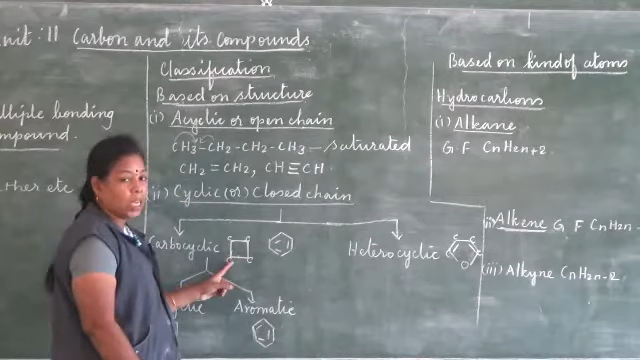 Unit: 11 Carbon and its Compounds
ultiple bonding
ompound.
ther etc
Classification
Based on structure
(i) Acyclic or open chain
CH3-CH2-CH2-CH3 - saturated
CH2=CH2, CH≡CH.
ii) Cyclic (or) Closed chain
Carbocyclic
Heterocyclic
O
Aromatic
Based on kind of atoms
Hydrocarbons
(i) Alkane
G F CnH2n+2
(ii) Alkene G F CnH2n
(iii) Alkyne CnH2n-2